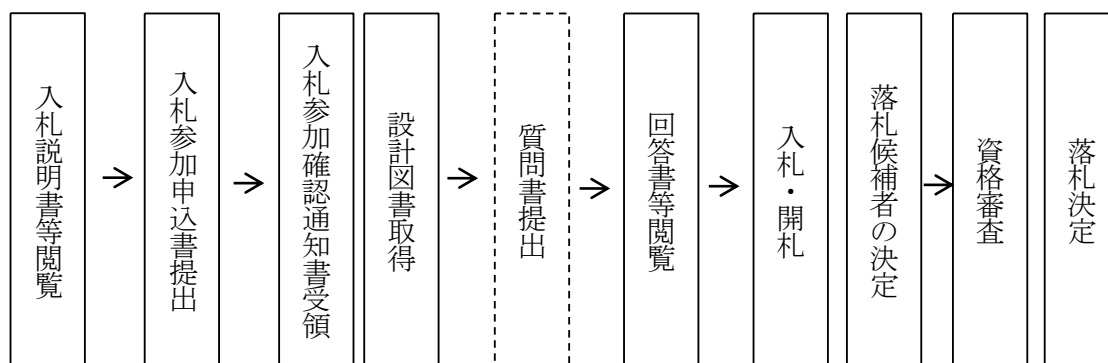 入札説明書等閲覧
入札参加申込書提出
入札参加確認通知書受領
設計図書取得
質問書提出
回答書等閲覧
入札・開札
落札候補者の決定
資格審査
落札決定